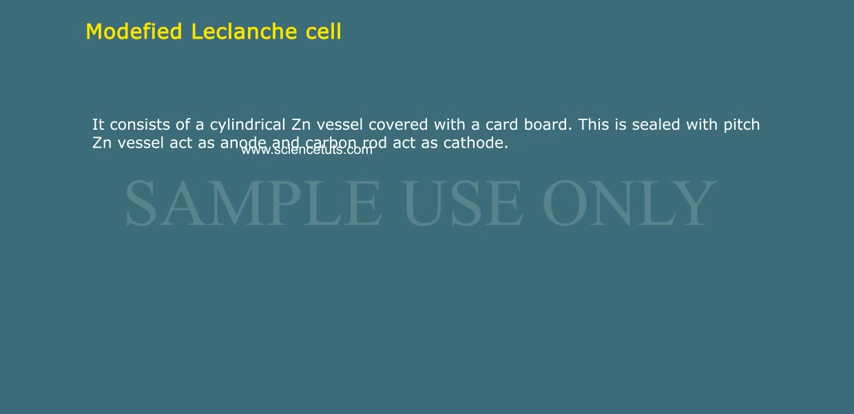 Modefied Leclanche cell
It consists of a cylindrical Zn vessel covered with a card board. This is sealed with pitch
Zn vessel act as anode and carbon rod act as cathode.
www.sciencetuts.com
SAMPLE USE ONLY